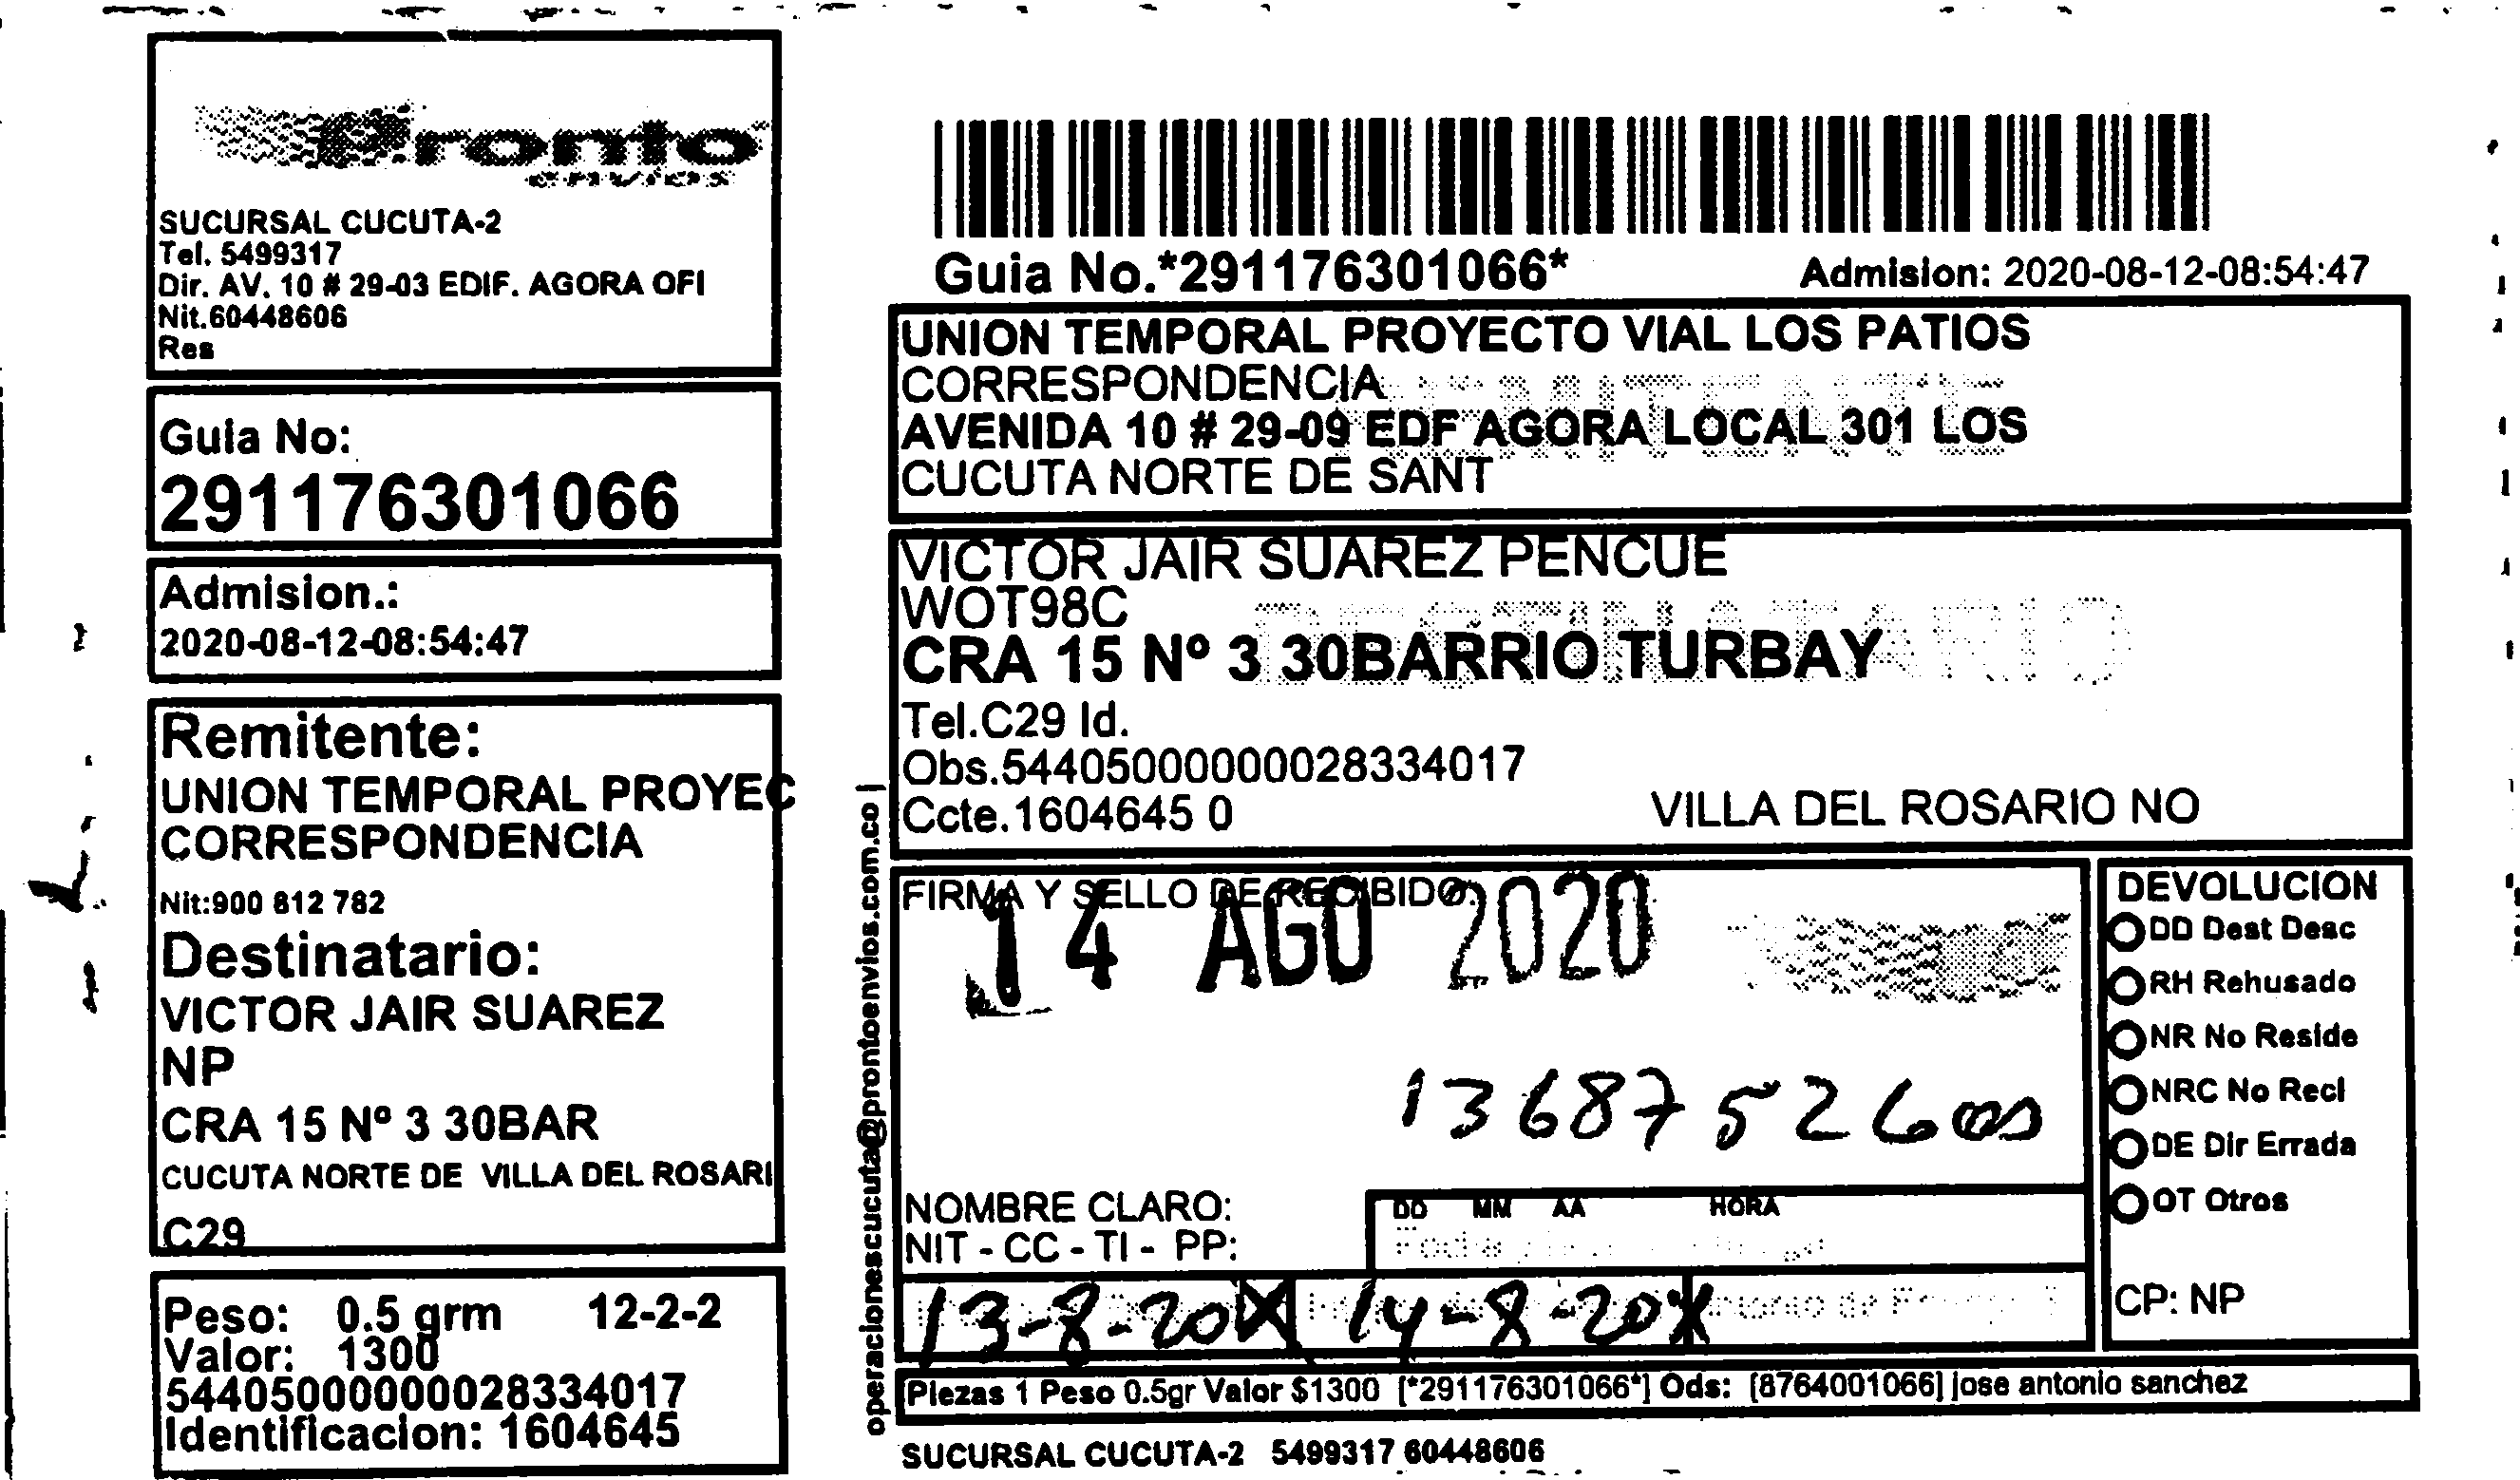 Pronto
envios
SUCURSAL CUCUTA-2
Tel. 5499317
Dir. AV. 10 # 29-03 EDIF. AGORA OFI
Nit.60448606
Res
Guia No:
291176301066
Admision.:
2020-08-12-08:54:47
Remitente:
UNION TEMPORAL PROYEC
CORRESPONDENCIA
Nit:900 812 782
Destinatario:
VICTOR JAIR SUAREZ
NP
CRA 15 Nº 3 30BAR
CUCUTA NORTE DE VILLA DEL ROSARI
C29
Peso: 0.5 grm 12-2-2
Valor: 1300
54405000000028334017
Identificacion: 1604645
operacionescucuta@prontoenvios.com.co |
Guia No.*291176301066*
Admision: 2020-08-12-08:54:47
REMITENTE
UNION TEMPORAL PROYECTO VIAL LOS PATIOS
CORRESPONDENCIA
AVENIDA 10 # 29-09 EDF AGORA LOCAL 301 LOS
CUCUTA NORTE DE SANT
DESTINATARIO
VICTOR JAIR SUAREZ PENCUE
WOT98C
CRA 15 Nº 3 30BARRIO TURBAY
Tel.C29 Id.
Obs.54405000000028334017
Ccte.1604645 0
VILLA DEL ROSARIO NO
FIRMA Y SELLO DE RECIBIDO:
14 AGO 2020
NOMBRE CLARO:
NIT - CC - TI - PP:
DD MM AA HORA
13-8-20
14-8-20
DEVOLUCION
DD Dest Desc
RH Rehusado
NR No Reside
NRC No Recl
DE Dir Errada
OT Otros
CP: NP
Piezas 1 Peso 0.5gr Valor $1300 [*291176301066*] Ods: [8764001066] jose antonio sanchez
SUCURSAL CUCUTA-2 5499317 60448606